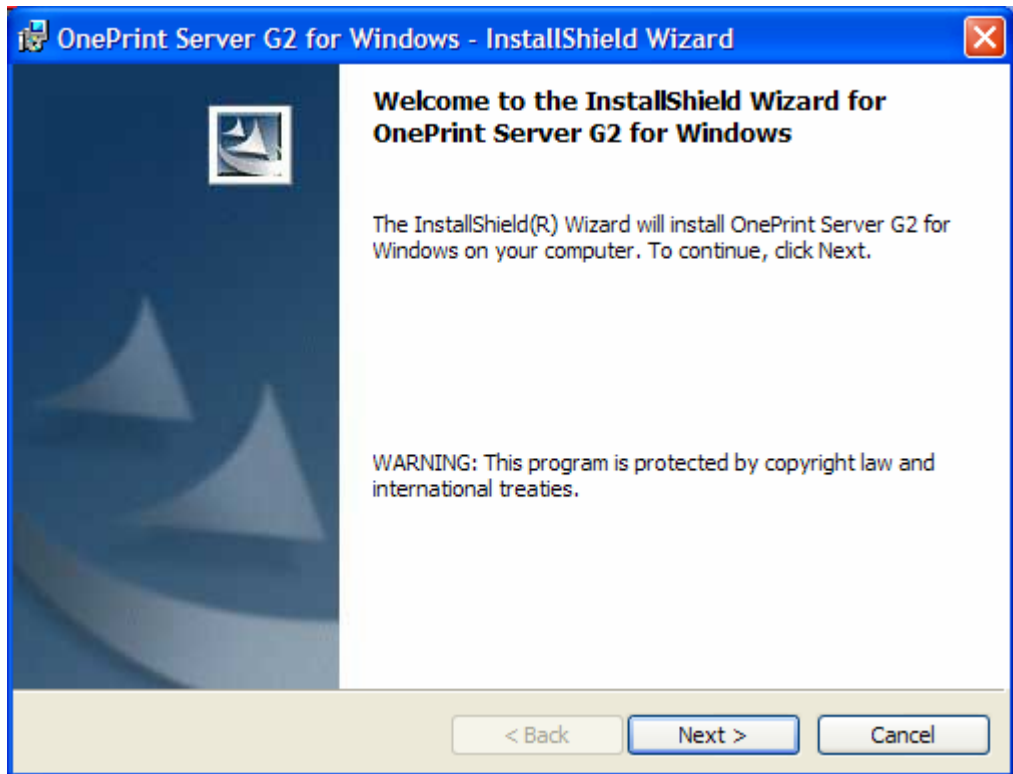 OnePrint Server G2 for Windows - InstallShield Wizard
Welcome to the InstallShield Wizard for
OnePrint Server G2 for Windows
The InstallShield(R) Wizard will install OnePrint Server G2 for
Windows on your computer. To continue, click Next.
WARNING: This program is protected by copyright law and
international treaties.
< Back Next > Cancel